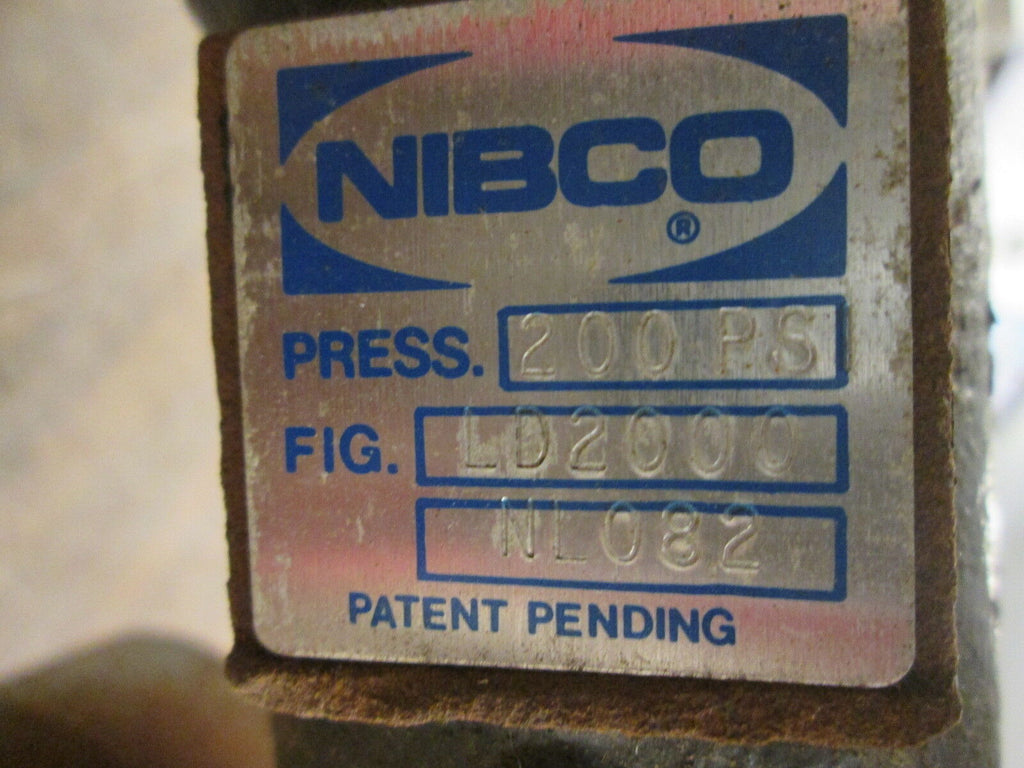 NIBCO ®
PRESS. 200 PSI
FIG. LD2000
NL082
PATENT PENDING